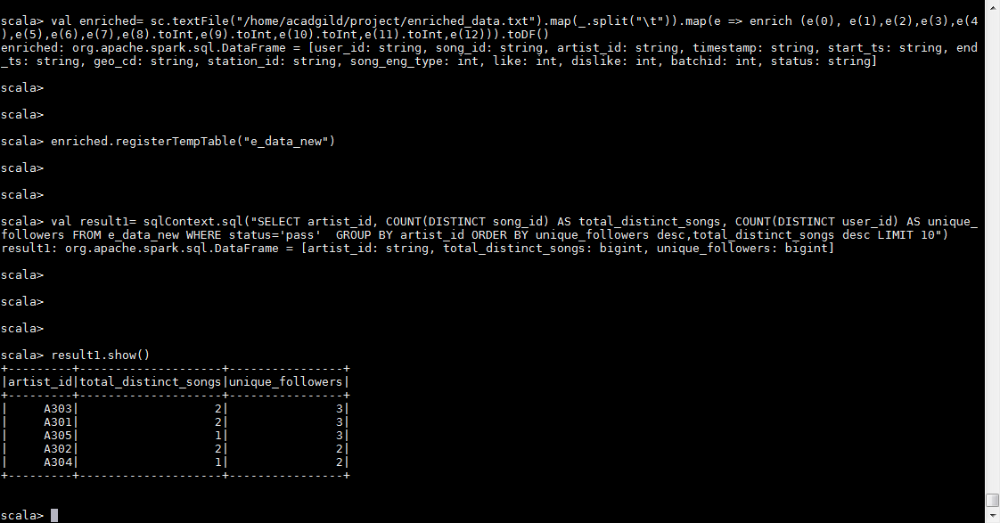 scala> val enriched= sc.textFile("/home/acadgild/project/enriched_data.txt").map(_.split("\t")).map(e => enrich (e(0), e(1),e(2),e(3),e(4
),e(5),e(6),e(7),e(8).toInt,e(9).toInt,e(10).toInt,e(11).toInt,e(12))).toDF()
enriched: org.apache.spark.sql.DataFrame = [user_id: string, song_id: string, artist_id: string, timestamp: string, start_ts: string, end
_ts: string, geo_cd: string, station_id: string, song_eng_type: int, like: int, dislike: int, batchid: int, status: string]
scala>
scala>
scala> enriched.registerTempTable("e_data_new")
scala>
scala>
scala> val result1= sqlContext.sql("SELECT artist_id, COUNT(DISTINCT song_id) AS total_distinct_songs, COUNT(DISTINCT user_id) AS unique_
followers FROM e_data_new WHERE status='pass'  GROUP BY artist_id ORDER BY unique_followers desc,total_distinct_songs desc LIMIT 10")
result1: org.apache.spark.sql.DataFrame = [artist_id: string, total_distinct_songs: bigint, unique_followers: bigint]
scala>
scala>
scala>
scala> result1.show()
+---------+--------------------+----------------+
|artist_id|total_distinct_songs|unique_followers|
+---------+--------------------+----------------+
|     A303|                   2|               3|
|     A301|                   2|               3|
|     A305|                   1|               3|
|     A302|                   2|               2|
|     A304|                   1|               2|
+---------+--------------------+----------------+
scala>